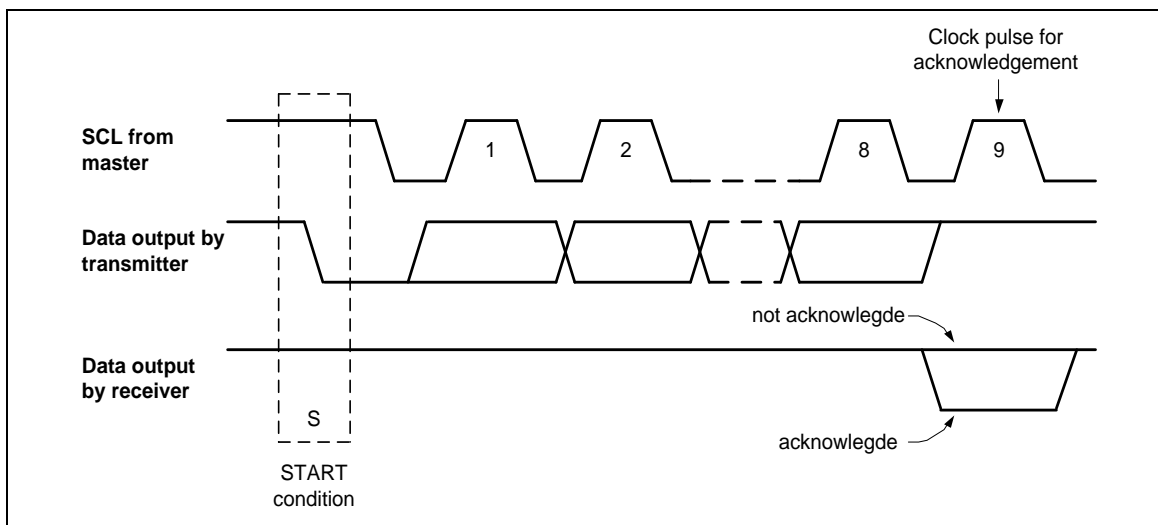 Clock pulse for
acknowledgement
SCL from
master
1
2
8
9
Data output by
transmitter
not acknowlegde
Data output
by receiver
S
acknowlegde
START
condition